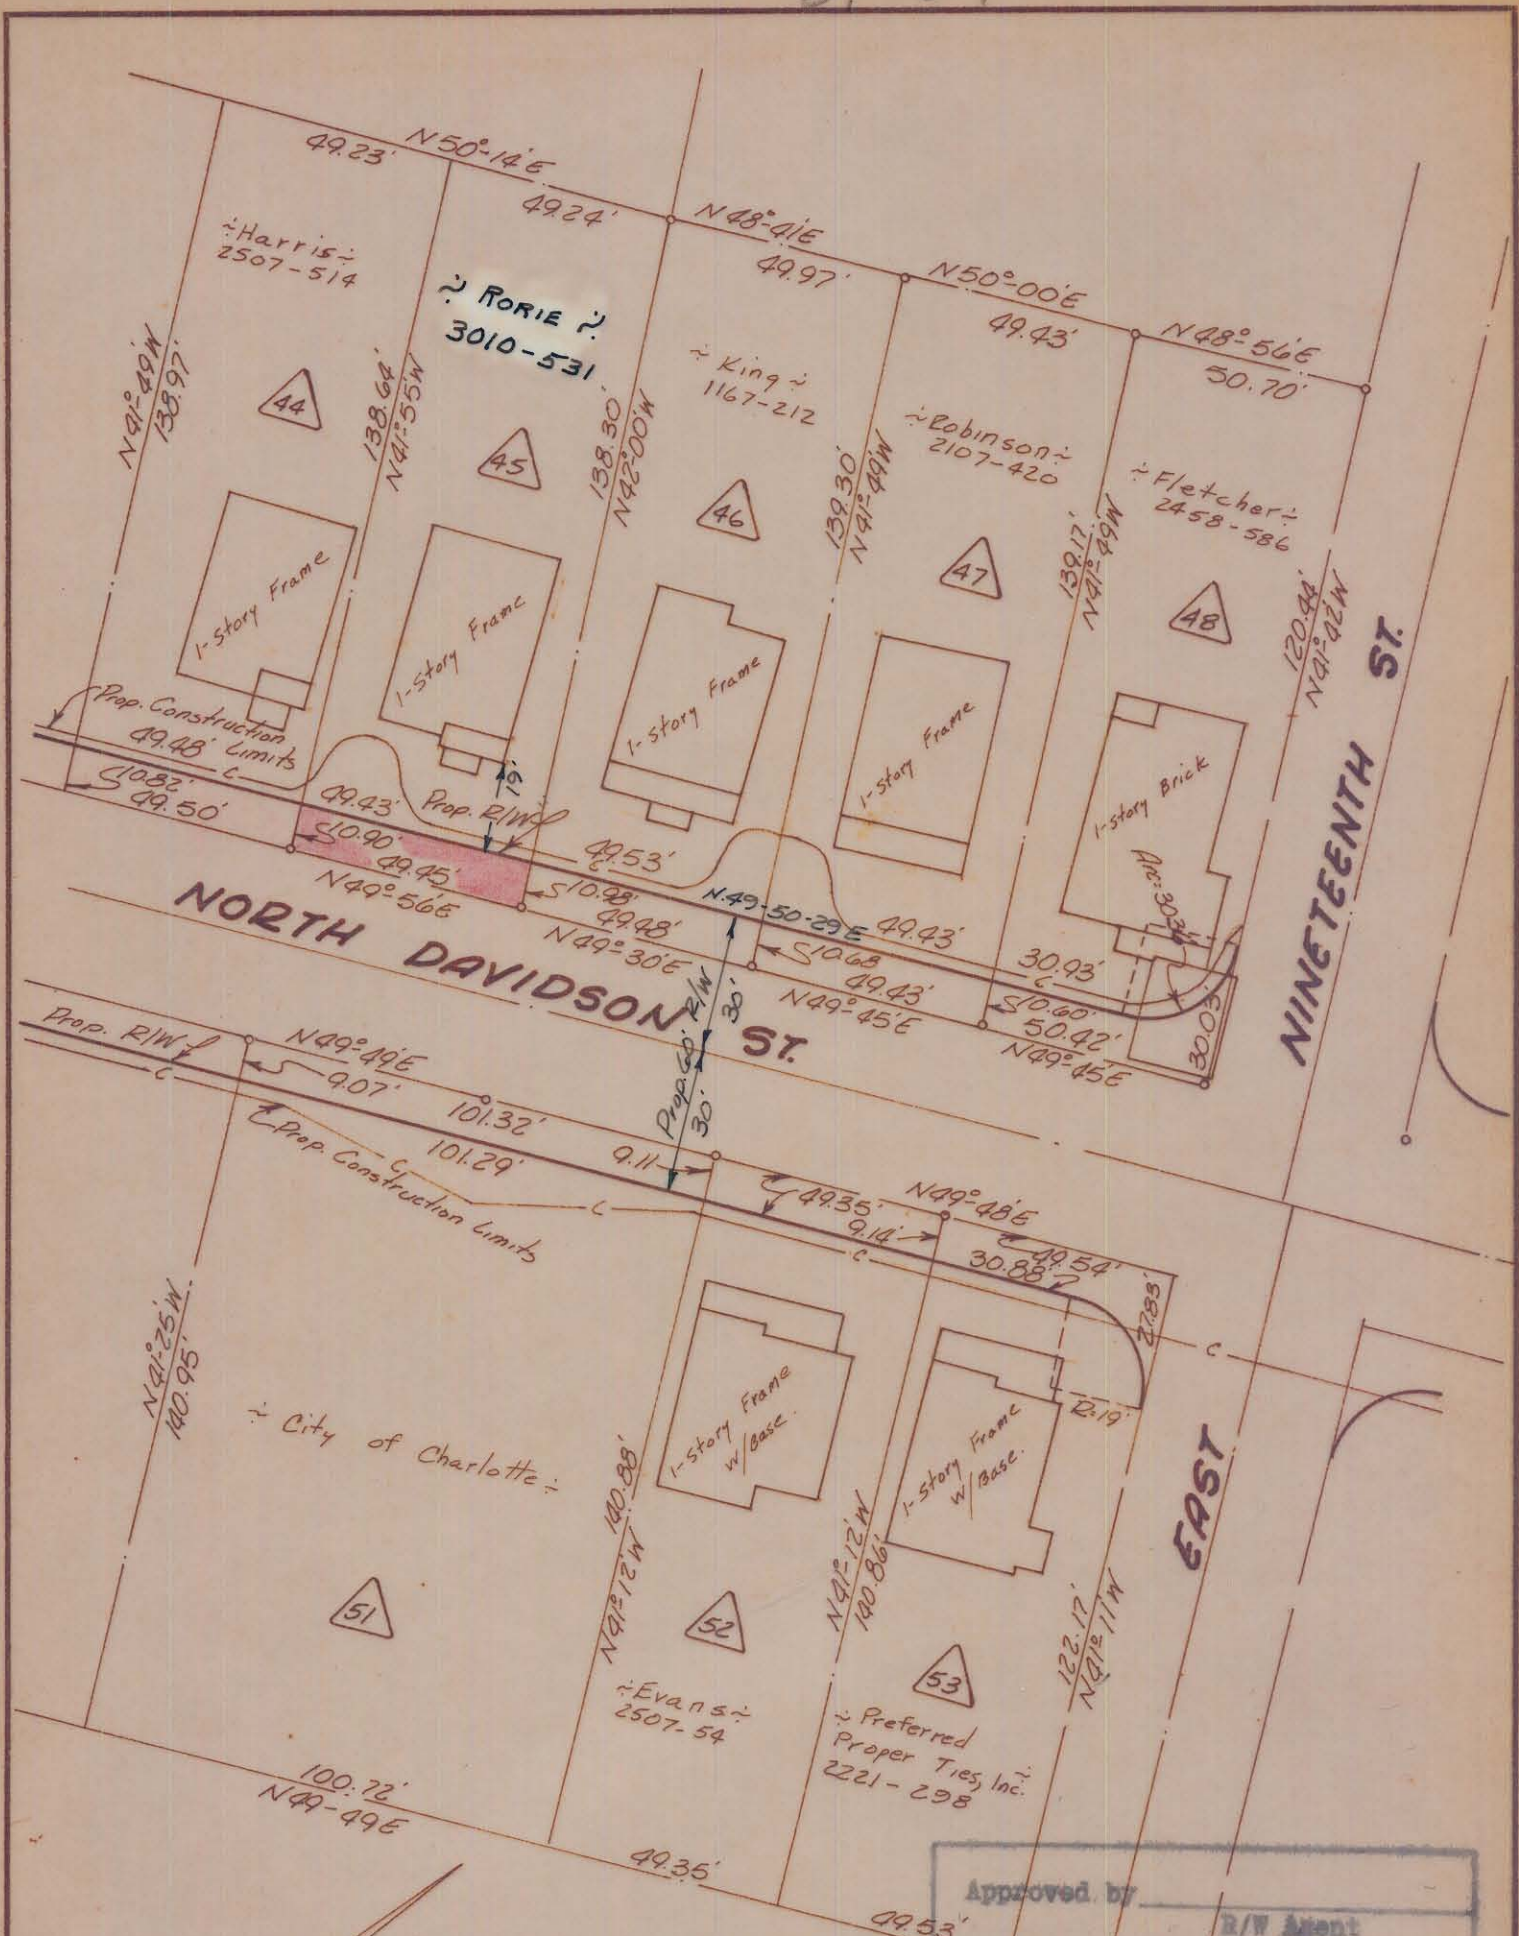 N50°-14'E
49.23'
49.24'
N48°-41'E
49.97'
N50°-00'E
49.43'
N48°-56'E
50.70'
~Harris~
2507-514
~ RORIE ~
3010-531
~ King ~
1167-212
~Robinson~
2107-420
~Fletcher~
2458-586
N41°-49'W
138.97'
138.64'
N41°-55'W
138.30'
N42°-00'W
139.30'
N41°-49'W
139.17'
N41°-49'W
120.44'
N41°-42'W
44
45
46
47
48
1-Story Frame
1-Story Frame
1-Story Frame
1-Story Frame
1-Story Brick
Prop. Construction
Limits
49.48'
C
10.82'
49.50'
49.43'
Prop. R/W
19'
10.90'
49.45'
N49°-56'E
49.53'
C
10.98'
49.48'
N49°-30'E
N.49-50-29 E
49.43'
10.68
49.43'
N49°-45'E
30.93'
C
10.60'
50.42'
N49°-45'E
30.03'
NORTH DAVIDSON ST.
NINETEENTH ST.
EAST
Prop. 60' R/W
30'
30'
Prop. R/W
C
N49°-49'E
9.07'
101.32'
101.29'
Prop. Construction Limits
C
C
9.11
49.35'
9.14'
N49°-48'E
49.54'
30.88'
C
27.83'
C
R=19'
N41°-25'W
140.95'
~ City of Charlotte ~
1-Story Frame
w/Base.
1-Story Frame
w/Base.
140.88'
N41°-12'W
N41°-12'W
140.86'
122.17'
N41°-11'W
51
52
53
~Evans~
2507-54
~ Preferred
Proper Ties, Inc. ~
2221-298
100.72'
N49-49E
49.35'
49.53'
Approved by
R/W Agent